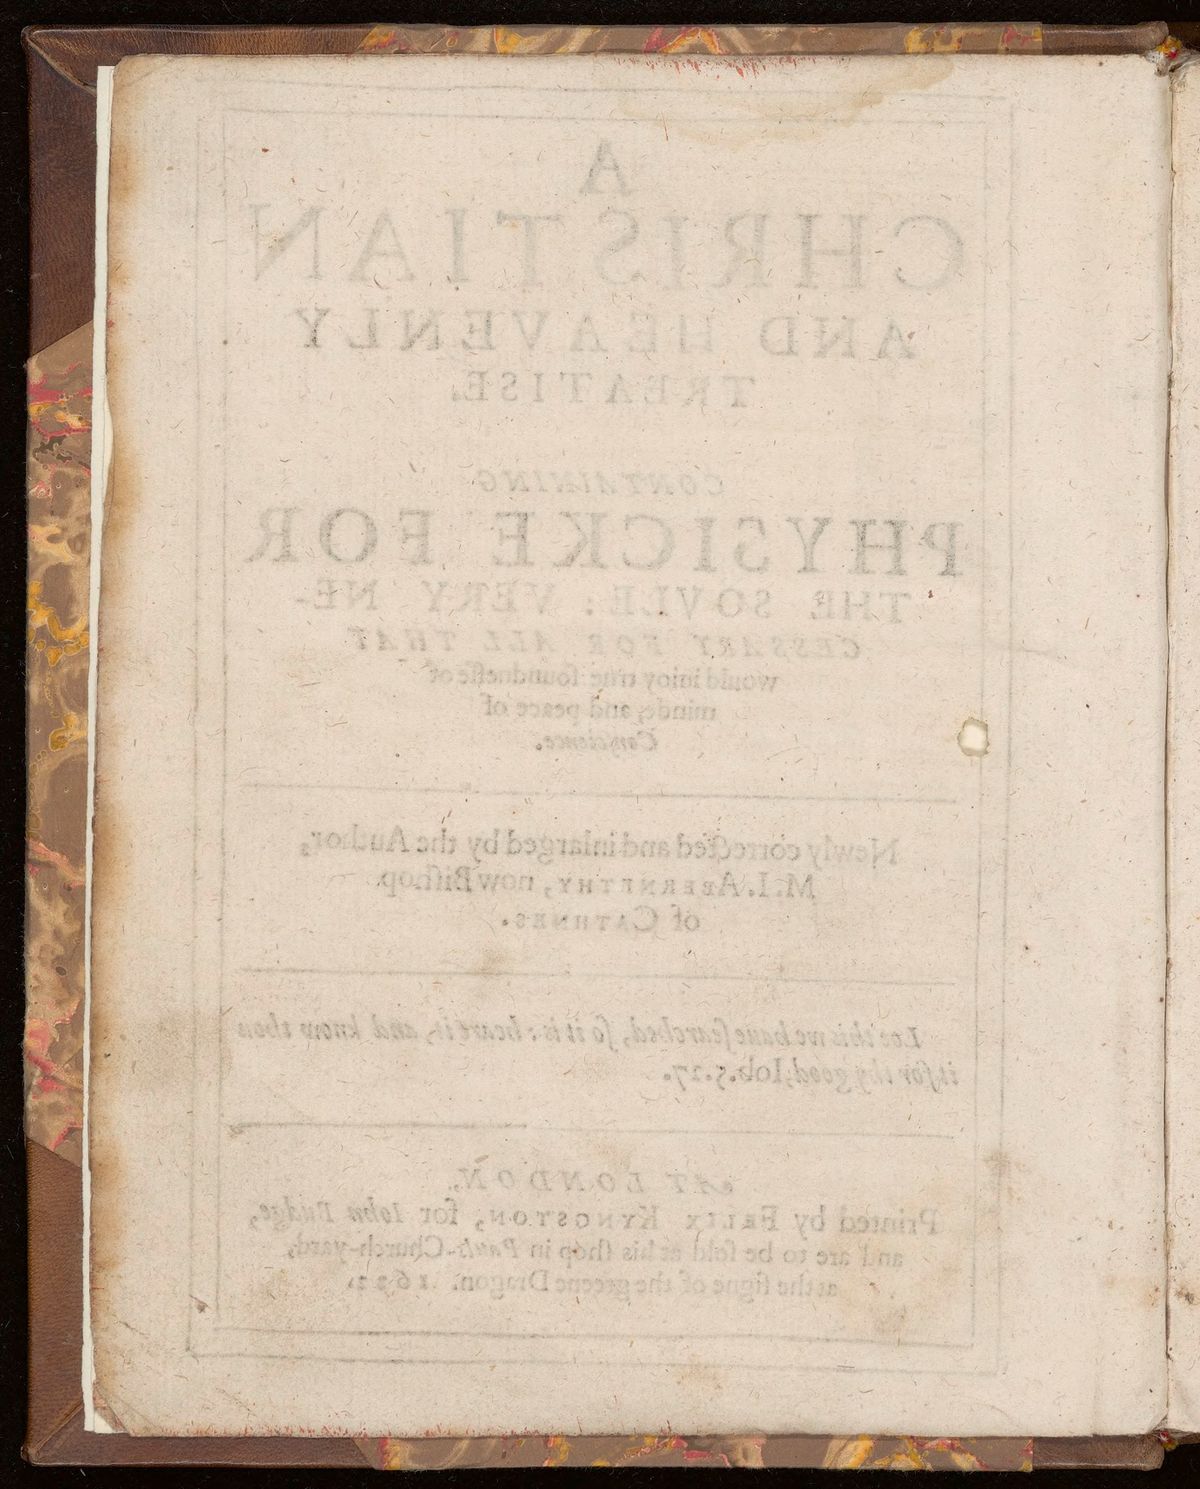 A
CHRISTIAN
AND HEAVENLY
TREATISE.
CONTAINING
PHYSICKE FOR
THE SOVLE: VERY NE-
CESSARY FOR ALL THAT
would inioy true ſoundneſſe of
minde, and peace of
Conscience.
Newly corrected and inlarged by the Author,
M. I. ABERNETHY, now Biſhop
of CATHNES.
Loe this we haue ſearched, ſo it is: heare it, and know thou
it for thy good, Iob. 5.27.
AT LONDON,
Printed by FELIX KYNGSTON, for Iohn Budge,
and are to be ſold at his ſhop in Pauls-Church-yard,
at the ſigne of the greene Dragon. 1622.